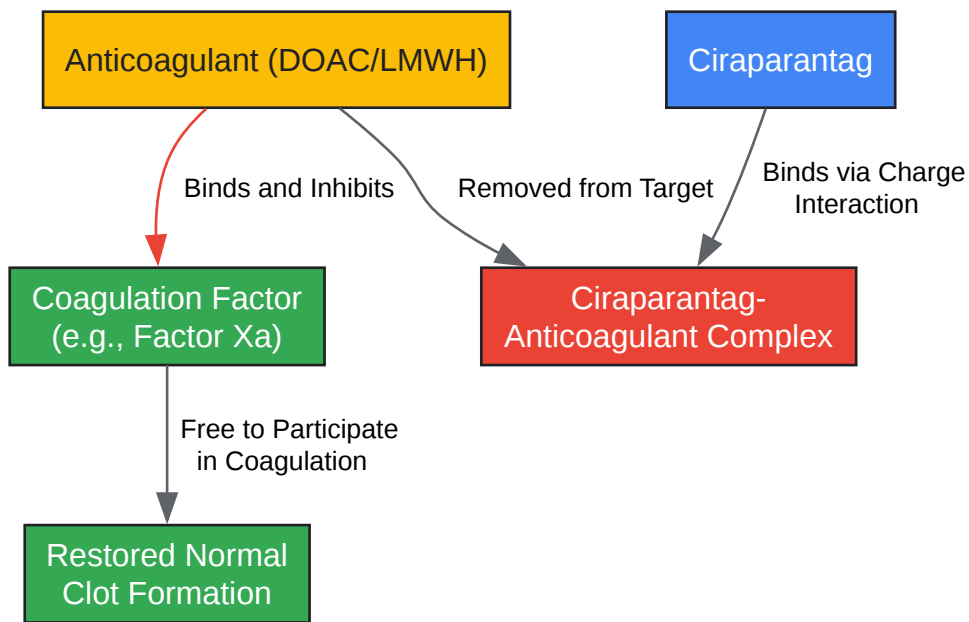 Anticoagulant (DOAC/LMWH)
Ciraparantag
Binds and Inhibits
Removed from Target
Binds via Charge
Interaction
Coagulation Factor
(e.g., Factor Xa)
Ciraparantag-
Anticoagulant Complex
Free to Participate
in Coagulation
Restored Normal
Clot Formation